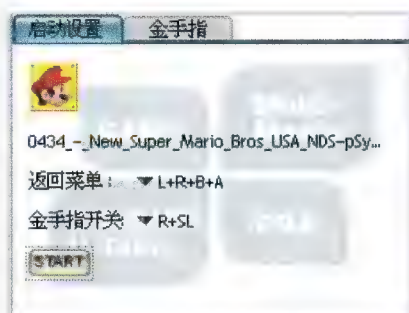 启动设置 金手指
0434_-_New_Super_Mario_Bros_USA_NDS-pSy...
返回菜单: L+R+B+A
金手指开关: R+SL
START